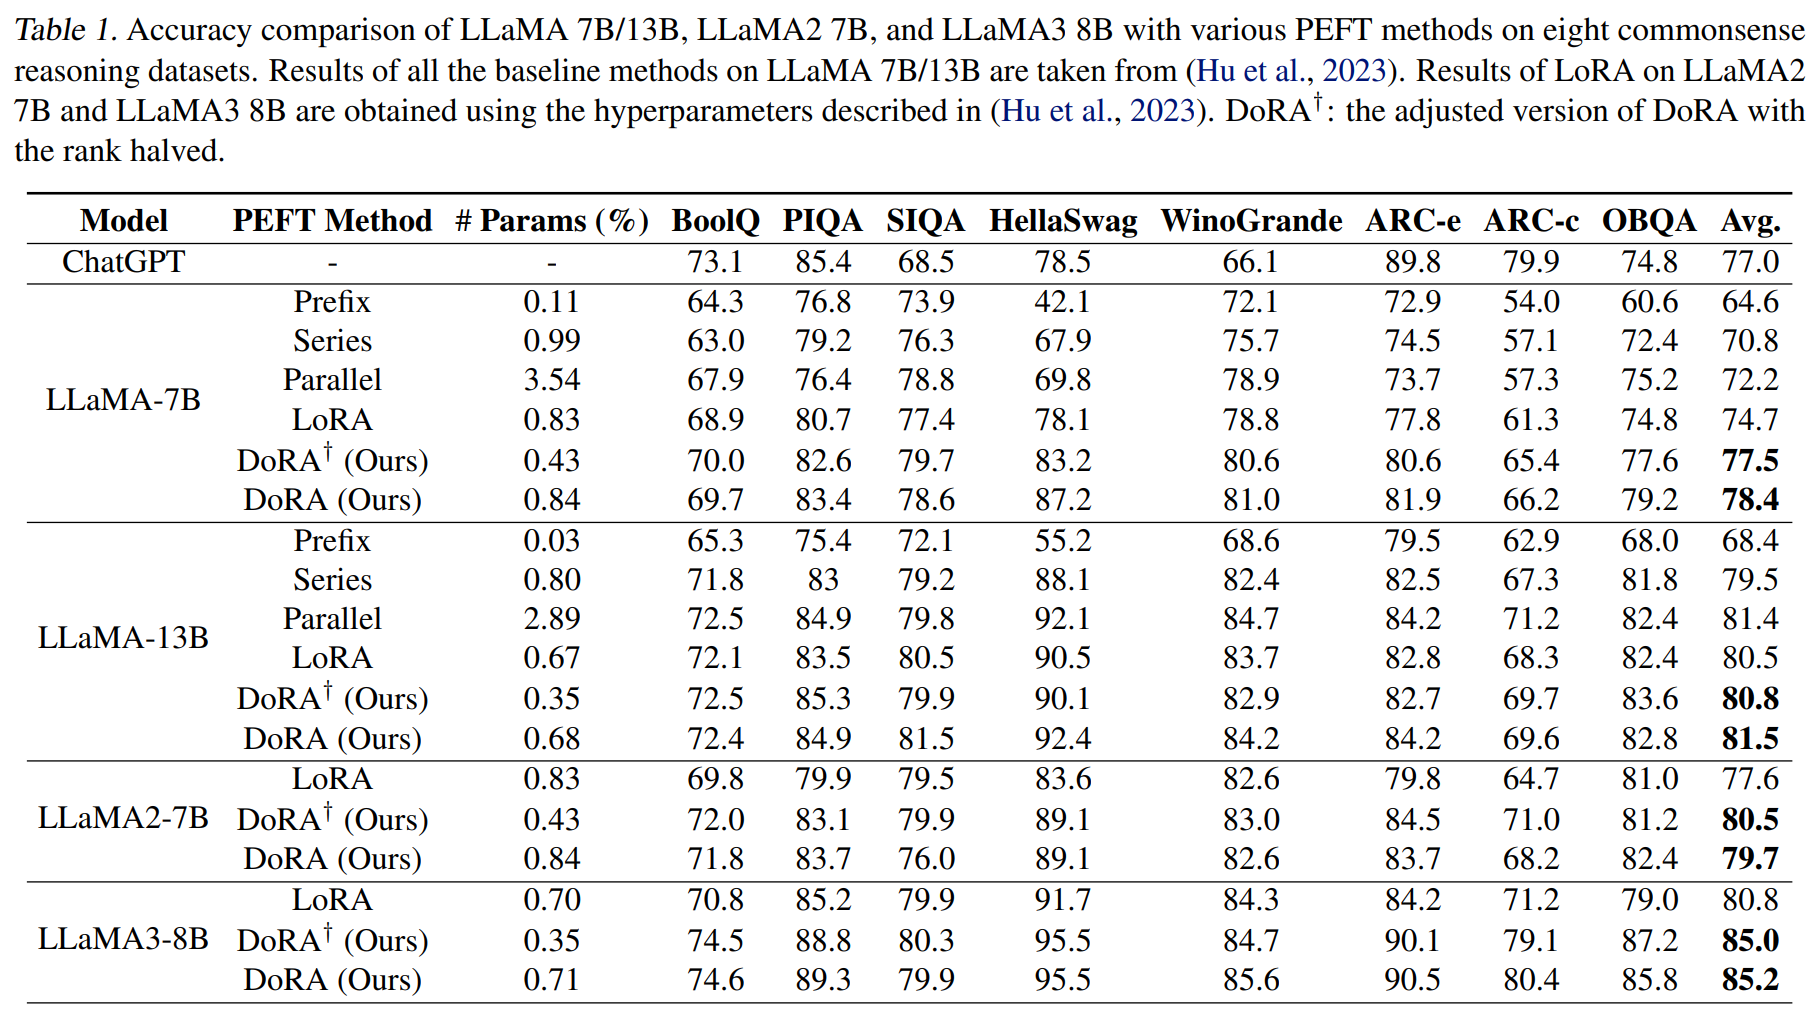 Table 1. Accuracy comparison of LLaMA 7B/13B, LLaMA2 7B, and LLaMA3 8B with various PEFT methods on eight commonsense
reasoning datasets. Results of all the baseline methods on LLaMA 7B/13B are taken from (Hu et al., 2023). Results of LoRA on LLaMA2
7B and LLaMA3 8B are obtained using the hyperparameters described in (Hu et al., 2023). DoRA†: the adjusted version of DoRA with
the rank halved.
Model PEFT Method # Params (%) BoolQ PIQA SIQA HellaSwag WinoGrande ARC-e ARC-c OBQA Avg.
ChatGPT - - 73.1 85.4 68.5 78.5 66.1 89.8 79.9 74.8 77.0
LLaMA-7B
Prefix 0.11 64.3 76.8 73.9 42.1 72.1 72.9 54.0 60.6 64.6
Series 0.99 63.0 79.2 76.3 67.9 75.7 74.5 57.1 72.4 70.8
Parallel 3.54 67.9 76.4 78.8 69.8 78.9 73.7 57.3 75.2 72.2
LoRA 0.83 68.9 80.7 77.4 78.1 78.8 77.8 61.3 74.8 74.7
DoRA† (Ours) 0.43 70.0 82.6 79.7 83.2 80.6 80.6 65.4 77.6 77.5
DoRA (Ours) 0.84 69.7 83.4 78.6 87.2 81.0 81.9 66.2 79.2 78.4
LLaMA-13B
Prefix 0.03 65.3 75.4 72.1 55.2 68.6 79.5 62.9 68.0 68.4
Series 0.80 71.8 83 79.2 88.1 82.4 82.5 67.3 81.8 79.5
Parallel 2.89 72.5 84.9 79.8 92.1 84.7 84.2 71.2 82.4 81.4
LoRA 0.67 72.1 83.5 80.5 90.5 83.7 82.8 68.3 82.4 80.5
DoRA† (Ours) 0.35 72.5 85.3 79.9 90.1 82.9 82.7 69.7 83.6 80.8
DoRA (Ours) 0.68 72.4 84.9 81.5 92.4 84.2 84.2 69.6 82.8 81.5
LLaMA2-7B
LoRA 0.83 69.8 79.9 79.5 83.6 82.6 79.8 64.7 81.0 77.6
DoRA† (Ours) 0.43 72.0 83.1 79.9 89.1 83.0 84.5 71.0 81.2 80.5
DoRA (Ours) 0.84 71.8 83.7 76.0 89.1 82.6 83.7 68.2 82.4 79.7
LLaMA3-8B
LoRA 0.70 70.8 85.2 79.9 91.7 84.3 84.2 71.2 79.0 80.8
DoRA† (Ours) 0.35 74.5 88.8 80.3 95.5 84.7 90.1 79.1 87.2 85.0
DoRA (Ours) 0.71 74.6 89.3 79.9 95.5 85.6 90.5 80.4 85.8 85.2